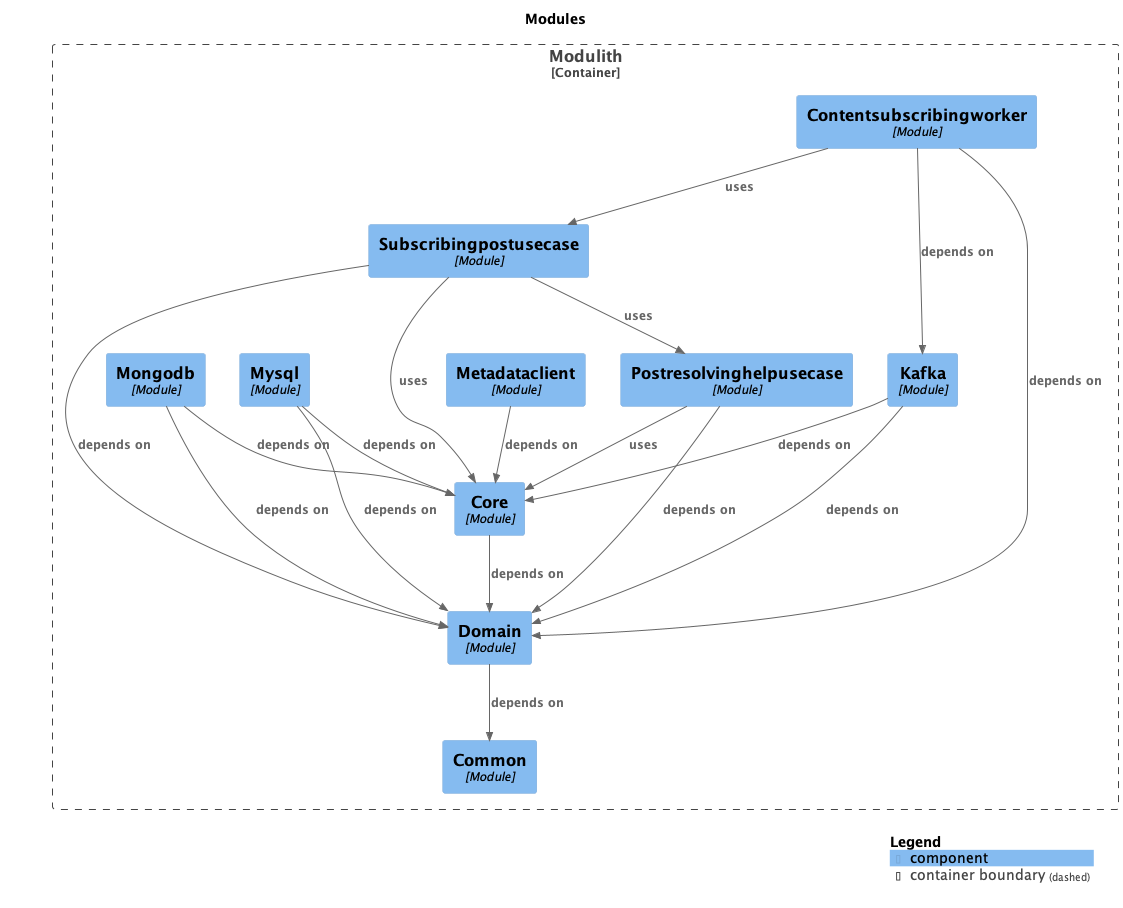 Modules
Modulith
[Container]
Contentsubscribingworker
[Module]
uses
Subscribingpostusecase
[Module]
depends on
uses
Mongodb
[Module]
Mysql
[Module]
uses
Metadataclient
[Module]
Postresolvinghelpusecase
[Module]
Kafka
[Module]
depends on
depends on
depends on
depends on
depends on
uses
depends on
Core
[Module]
depends on
depends on
depends on
depends on
depends on
Domain
[Module]
depends on
Common
[Module]
Legend
component
container boundary (dashed)